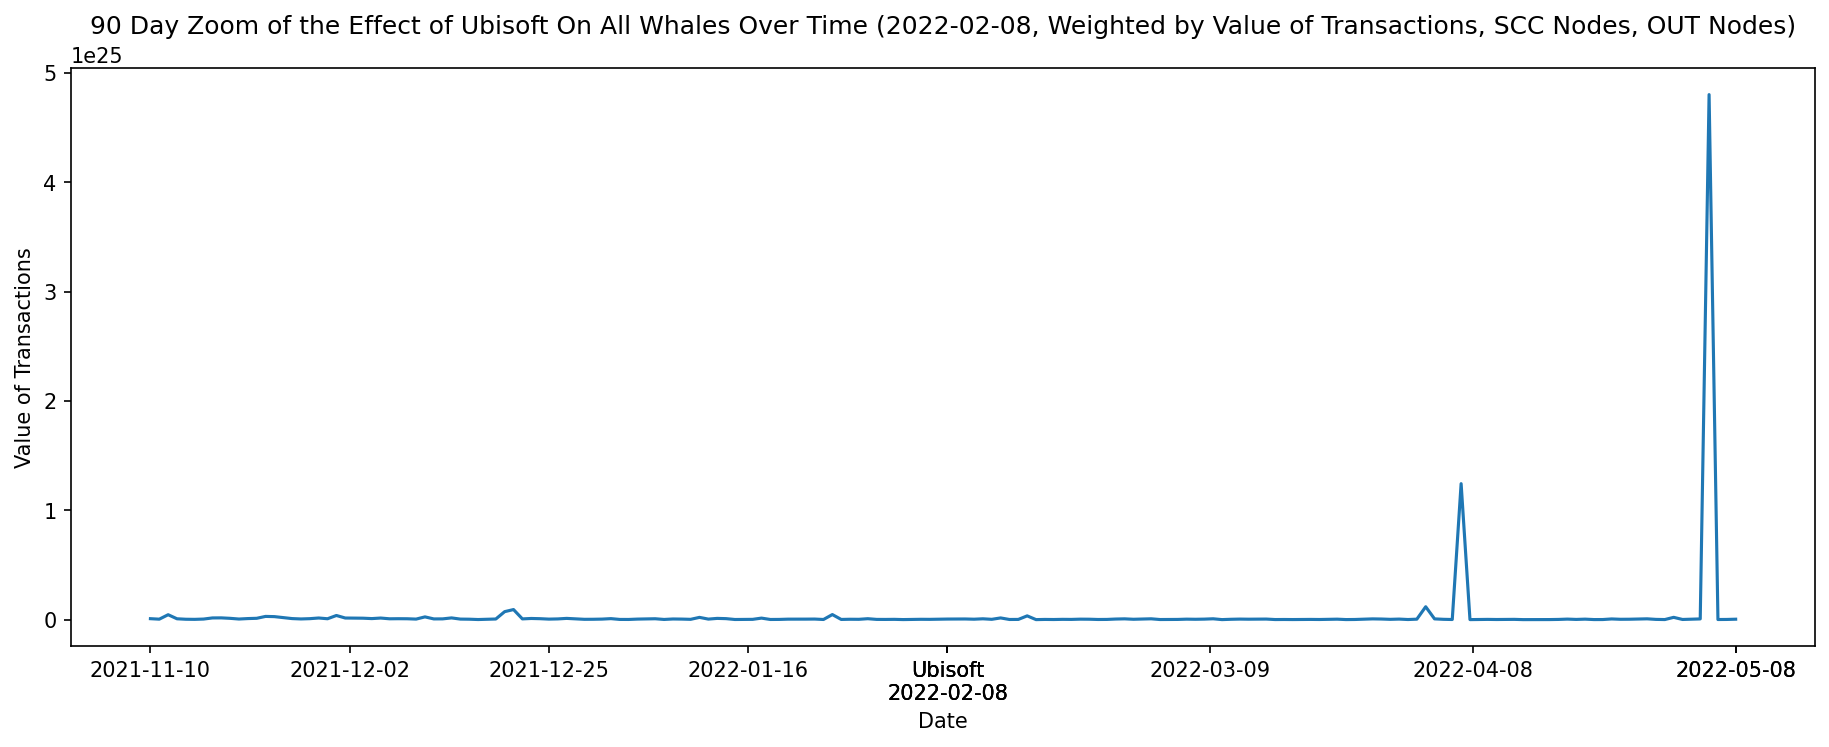 90 Day Zoom of the Effect of Ubisoft On All Whales Over Time (2022-02-08, Weighted by Value of Transactions, SCC Nodes, OUT Nodes)
1e25
5
4
3
2
1
0
Value of Transactions
2021-11-10
2021-12-02
2021-12-25
2022-01-16
Ubisoft
2022-02-08
2022-03-09
2022-04-08
2022-05-08
Date